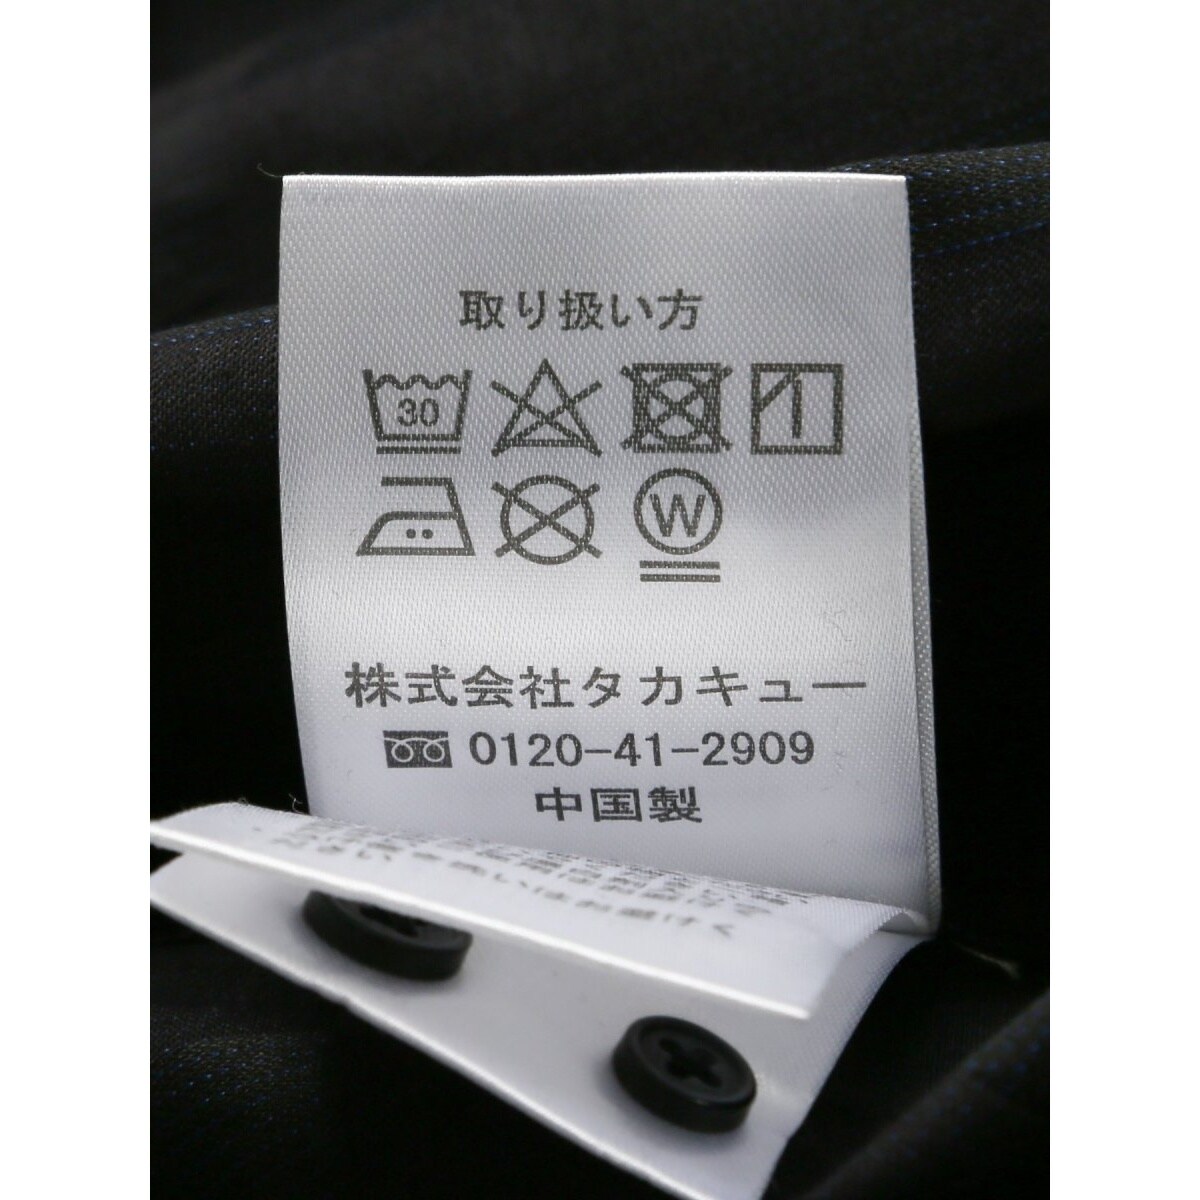 取り扱い方
30
W
株式会社タカキュー
0120-41-2909
中国製